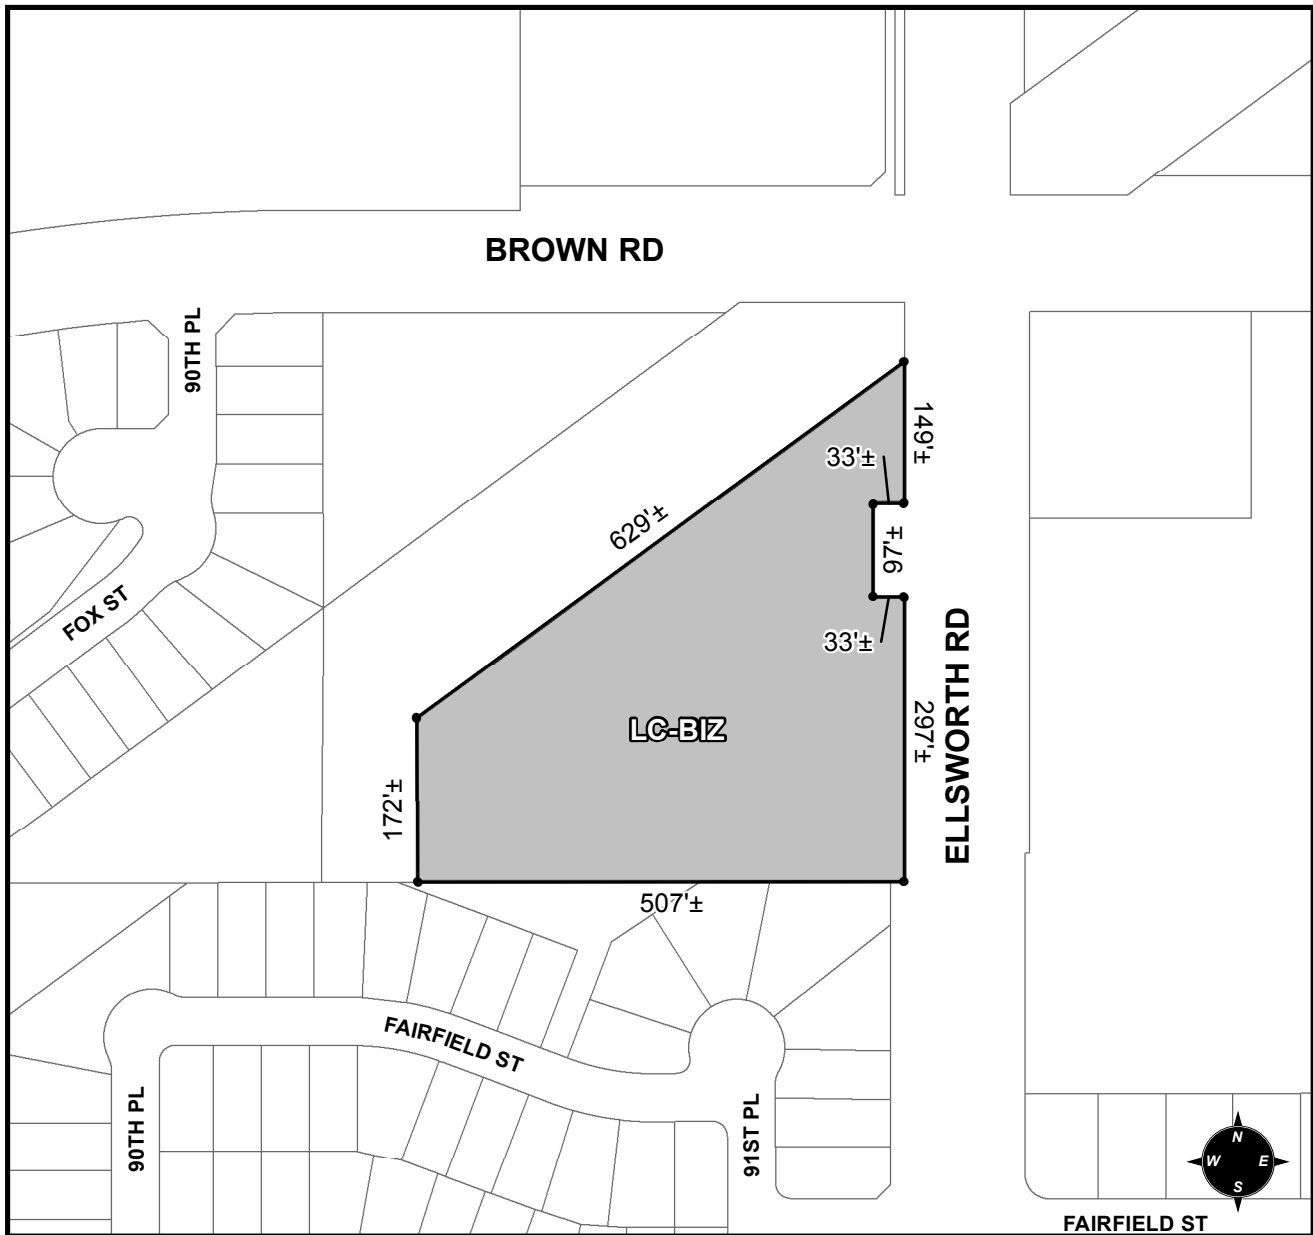 BROWN RD
90TH PL
149'±
33'±
629'±
97'±
FOX ST
33'±
ELLSWORTH RD
LC-BIZ
297'±
172'±
507'±
FAIRFIELD ST
90TH PL
91ST PL
N
W E
S
FAIRFIELD ST